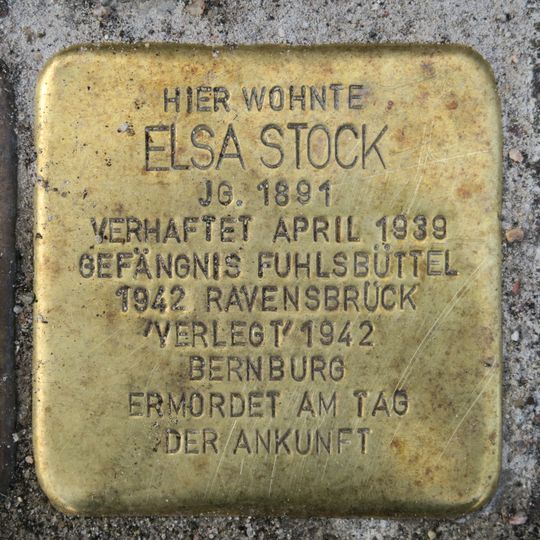 HIER WOHNTE
ELSA STOCK
JG. 1891
VERHAFTET APRIL 1939
GEFÄNGNIS FUHLSBÜTTEL
1942 RAVENSBRÜCK
'VERLEGT' 1942
BERNBURG
ERMORDET AM TAG
DER ANKUNFT